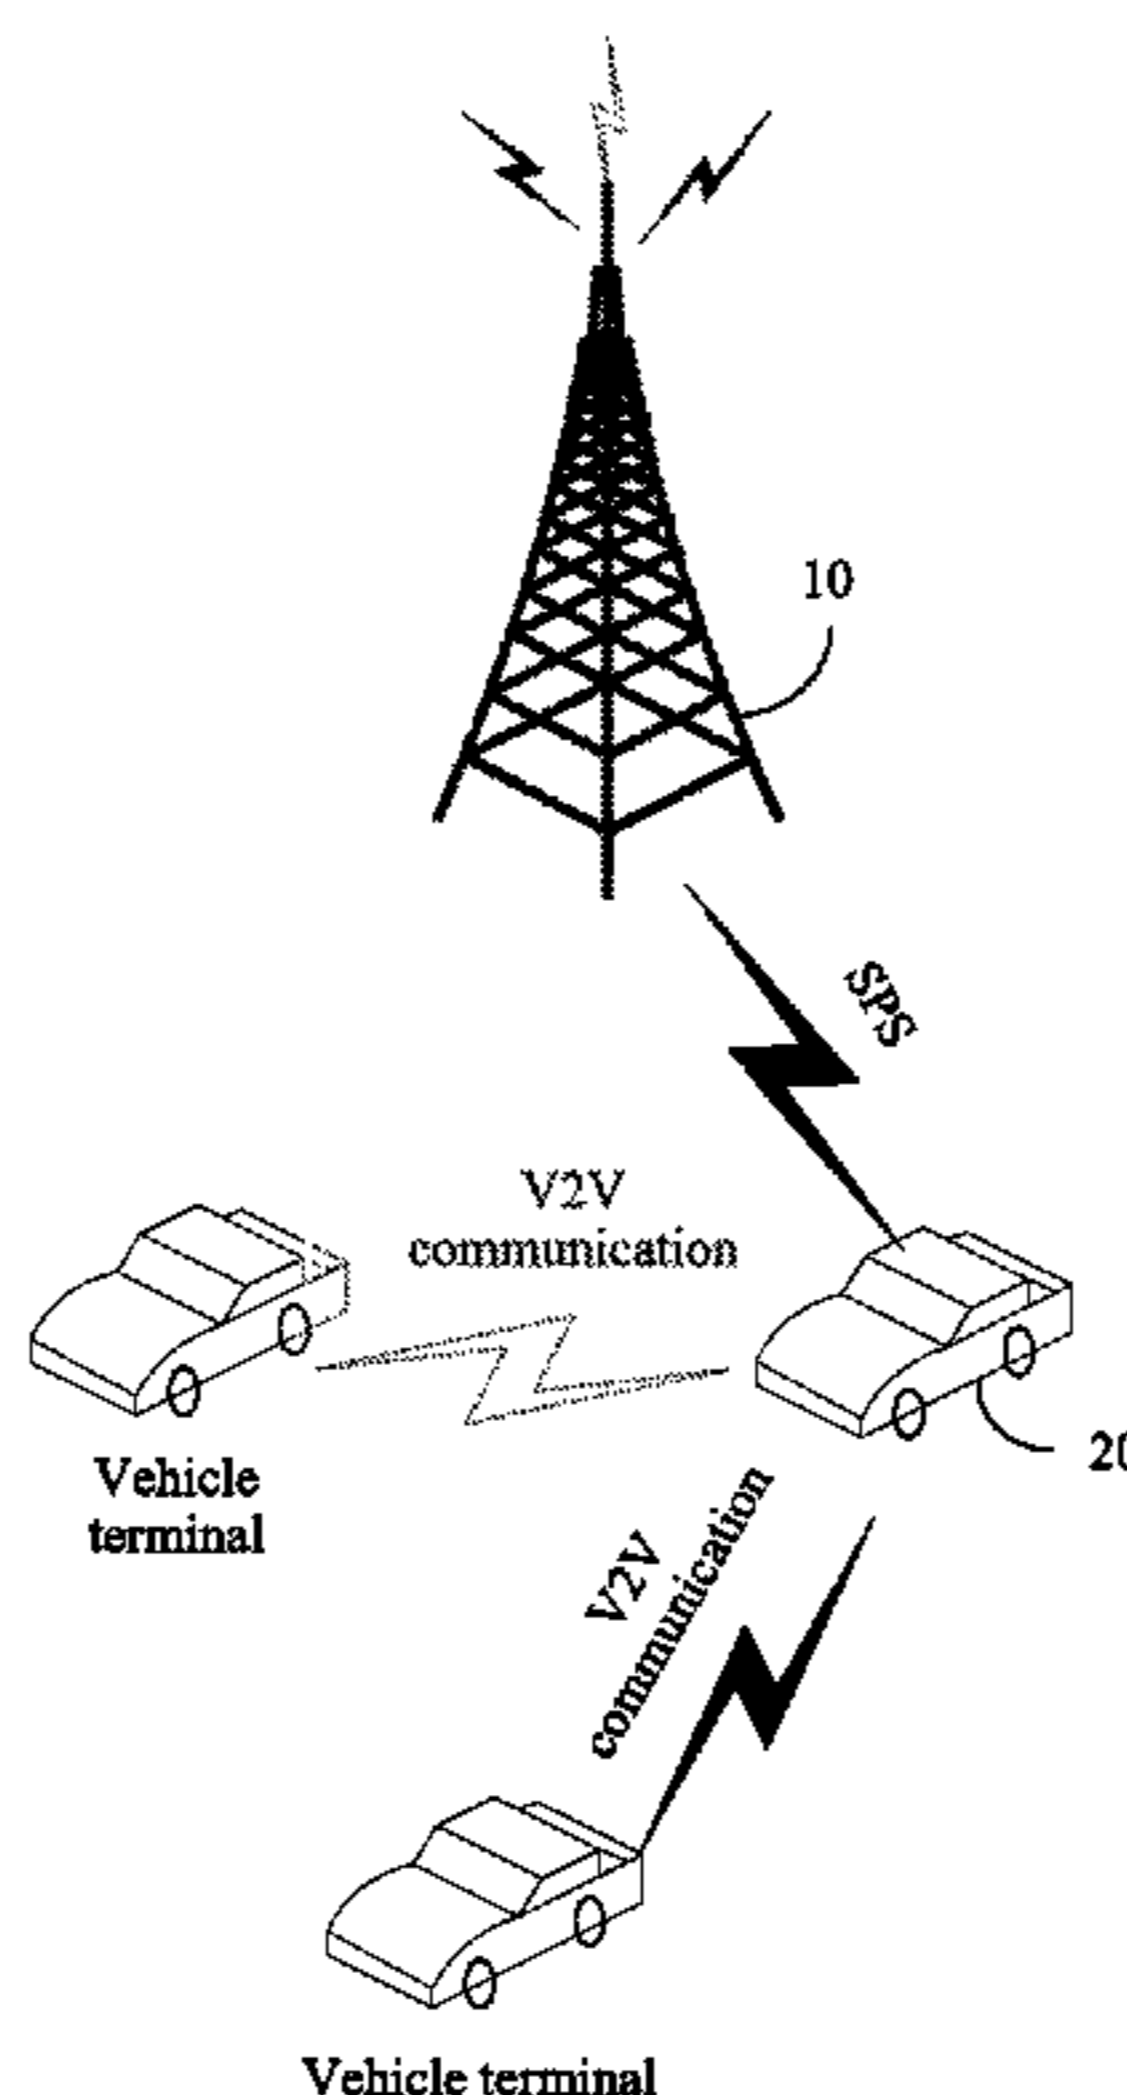 10
SPS
V2V
communication
20
Vehicle
terminal
V2V
communication
Vehicle terminal